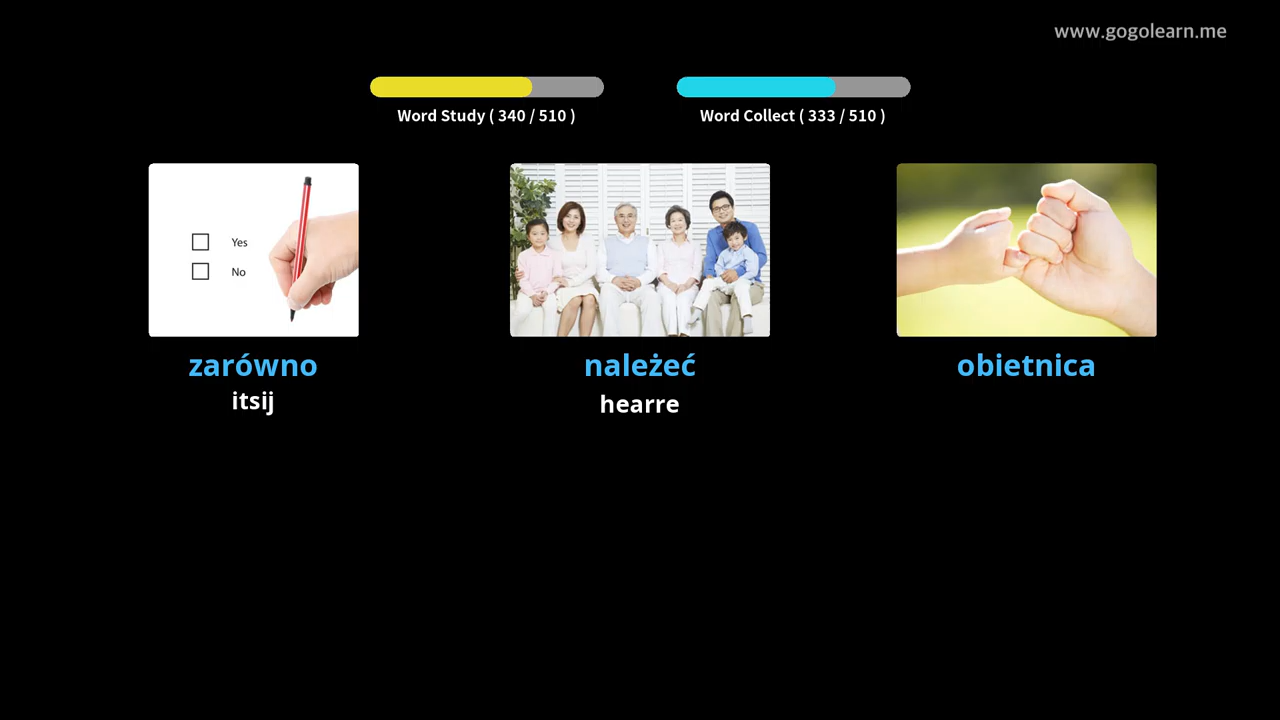 www.gogolearn.me
Word Study ( 340 / 510 )
Word Collect ( 333 / 510 )
Yes
No
zarówno
itsij
należeć
hearre
obietnica